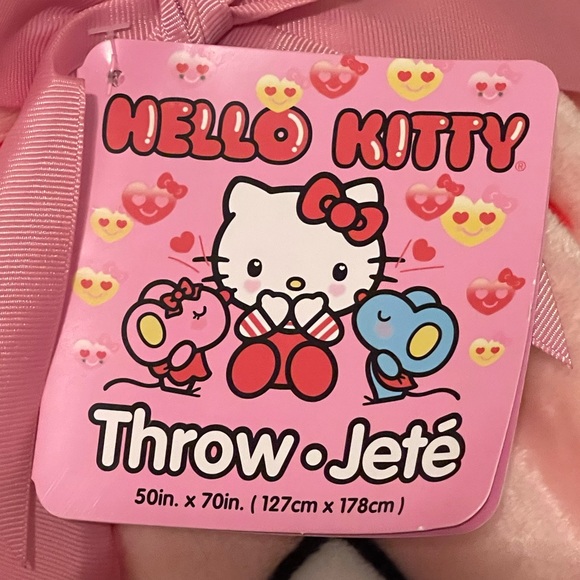 HELLO KITTY®
Throw • Jeté
50in. x 70in. ( 127cm x 178cm )